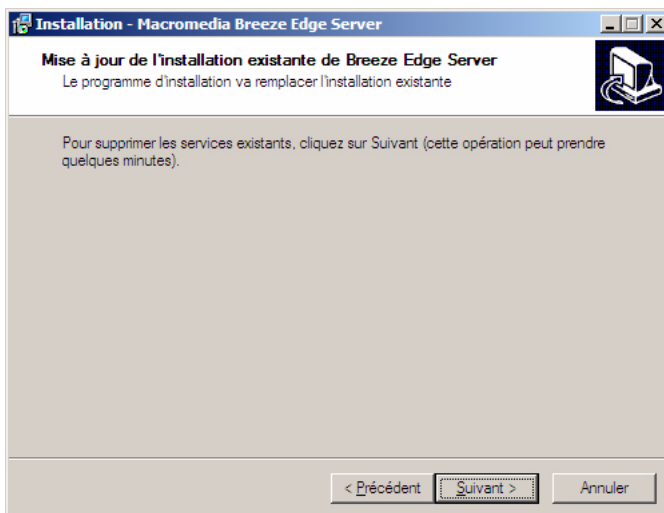 Installation - Macromedia Breeze Edge Server
Mise à jour de l'installation existante de Breeze Edge Server
Le programme d'installation va remplacer l'installation existante
Pour supprimer les services existants, cliquez sur Suivant (cette opération peut prendre
quelques minutes).
< Précédent Suivant > Annuler